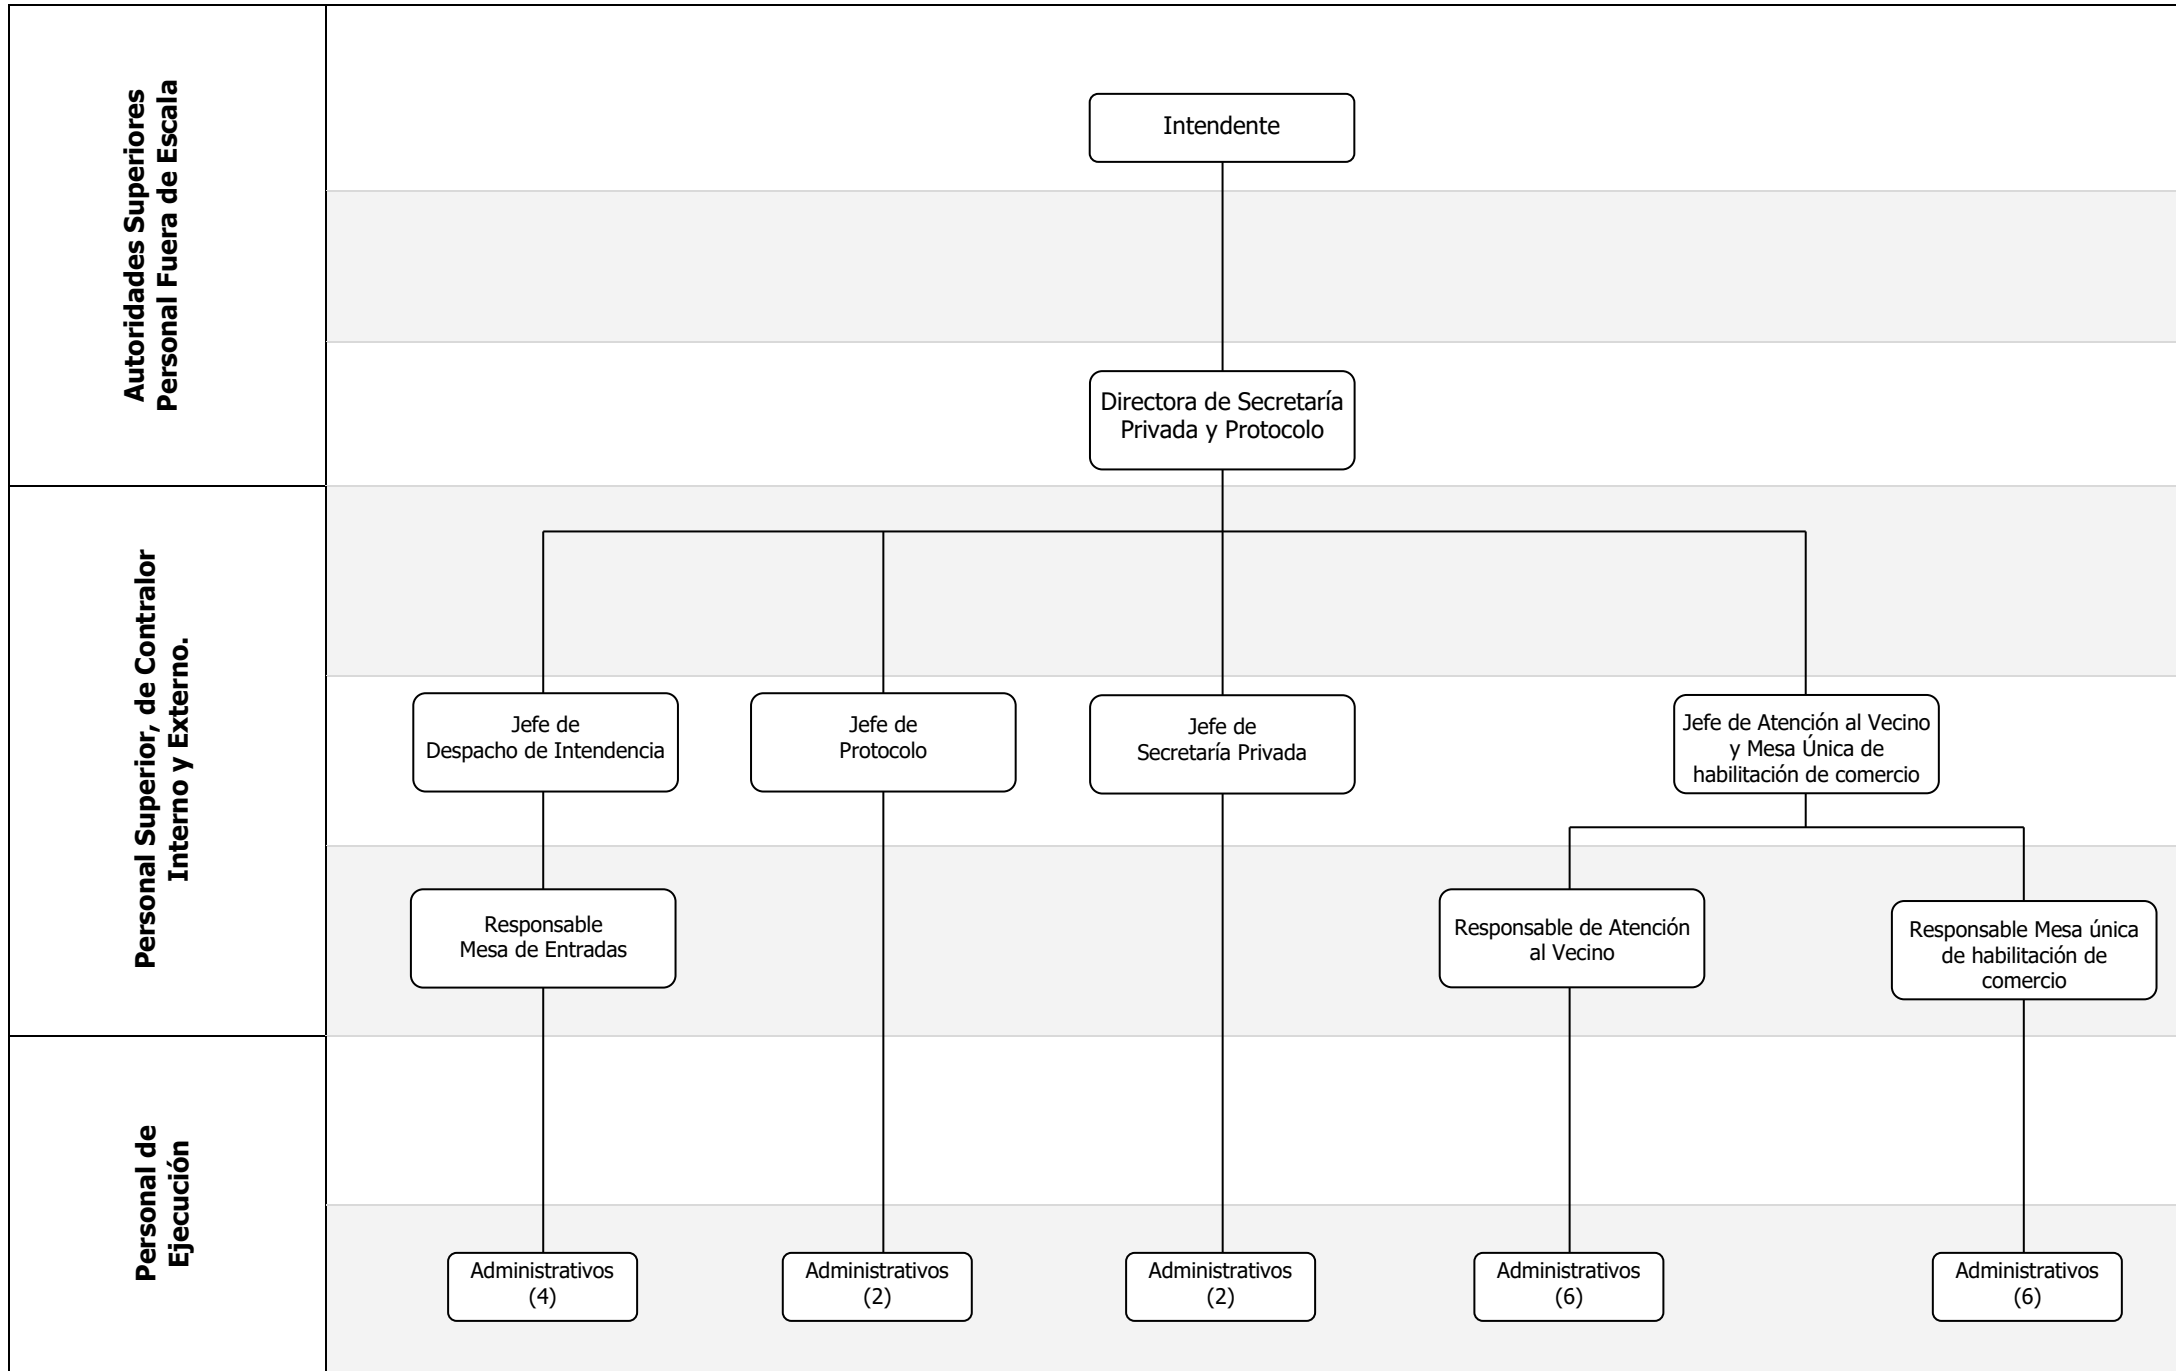 Autoridades Superiores
Personal Fuera de Escala
Intendente
Directora de Secretaría
Privada y Protocolo
Personal Superior, de Contralor
Interno y Externo.
Jefe de
Despacho de Intendencia
Jefe de
Protocolo
Jefe de
Secretaría Privada
Jefe de Atención al Vecino
y Mesa Única de
habilitación de comercio
Responsable
Mesa de Entradas
Responsable de Atención
al Vecino
Responsable Mesa única
de habilitación de
comercio
Personal de
Ejecución
Administrativos
(4)
Administrativos
(2)
Administrativos
(2)
Administrativos
(6)
Administrativos
(6)